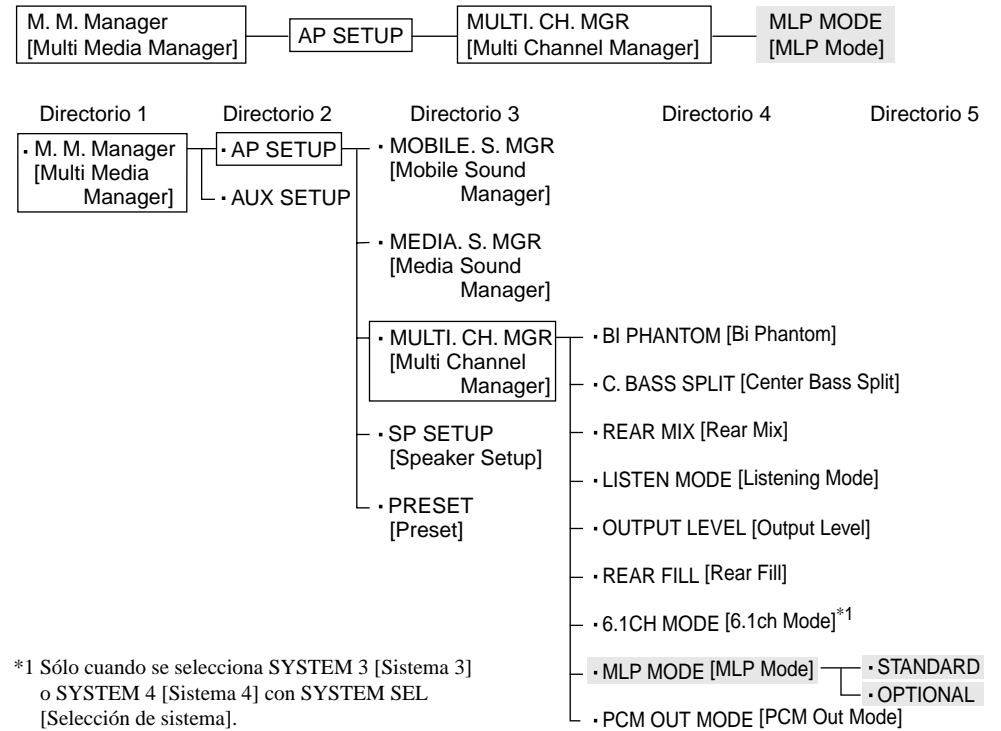 M. M. Manager
[Multi Media Manager]
AP SETUP
MULTI. CH. MGR
[Multi Channel Manager]
MLP MODE
[MLP Mode]
Directorio 1
Directorio 2
Directorio 3
Directorio 4
Directorio 5
· M. M. Manager
[Multi Media
Manager]
· AP SETUP
· AUX SETUP
· MOBILE. S. MGR
[Mobile Sound
Manager]
· MEDIA. S. MGR
[Media Sound
Manager]
· MULTI. CH. MGR
[Multi Channel
Manager]
· SP SETUP
[Speaker Setup]
· PRESET
[Preset]
· BI PHANTOM [Bi Phantom]
· C. BASS SPLIT [Center Bass Split]
· REAR MIX [Rear Mix]
· LISTEN MODE [Listening Mode]
· OUTPUT LEVEL [Output Level]
· REAR FILL [Rear Fill]
· 6.1CH MODE [6.1ch Mode]*1
· MLP MODE [MLP Mode]
· STANDARD
· OPTIONAL
· PCM OUT MODE [PCM Out Mode]
*1 Sólo cuando se selecciona SYSTEM 3 [Sistema 3]
o SYSTEM 4 [Sistema 4] con SYSTEM SEL
[Selección de sistema].